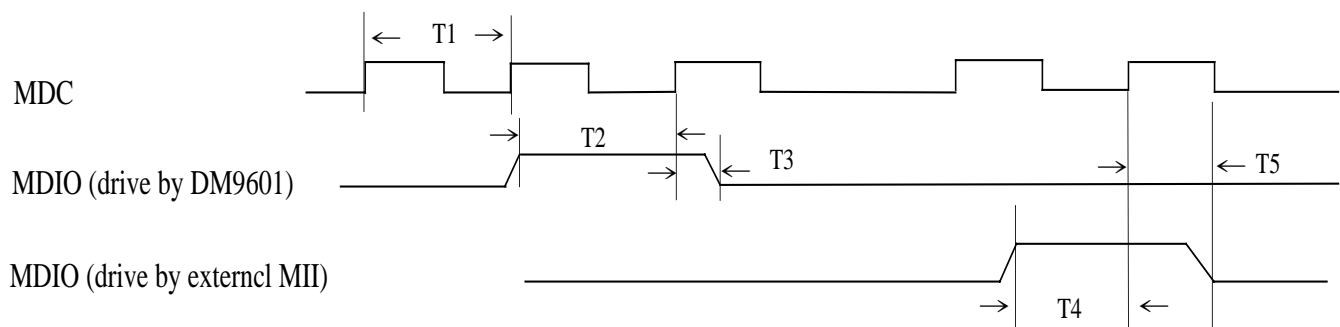 T1
MDC
T2
T3
MDIO (drive by DM9601)
T5
MDIO (drive by externcl MII)
T4